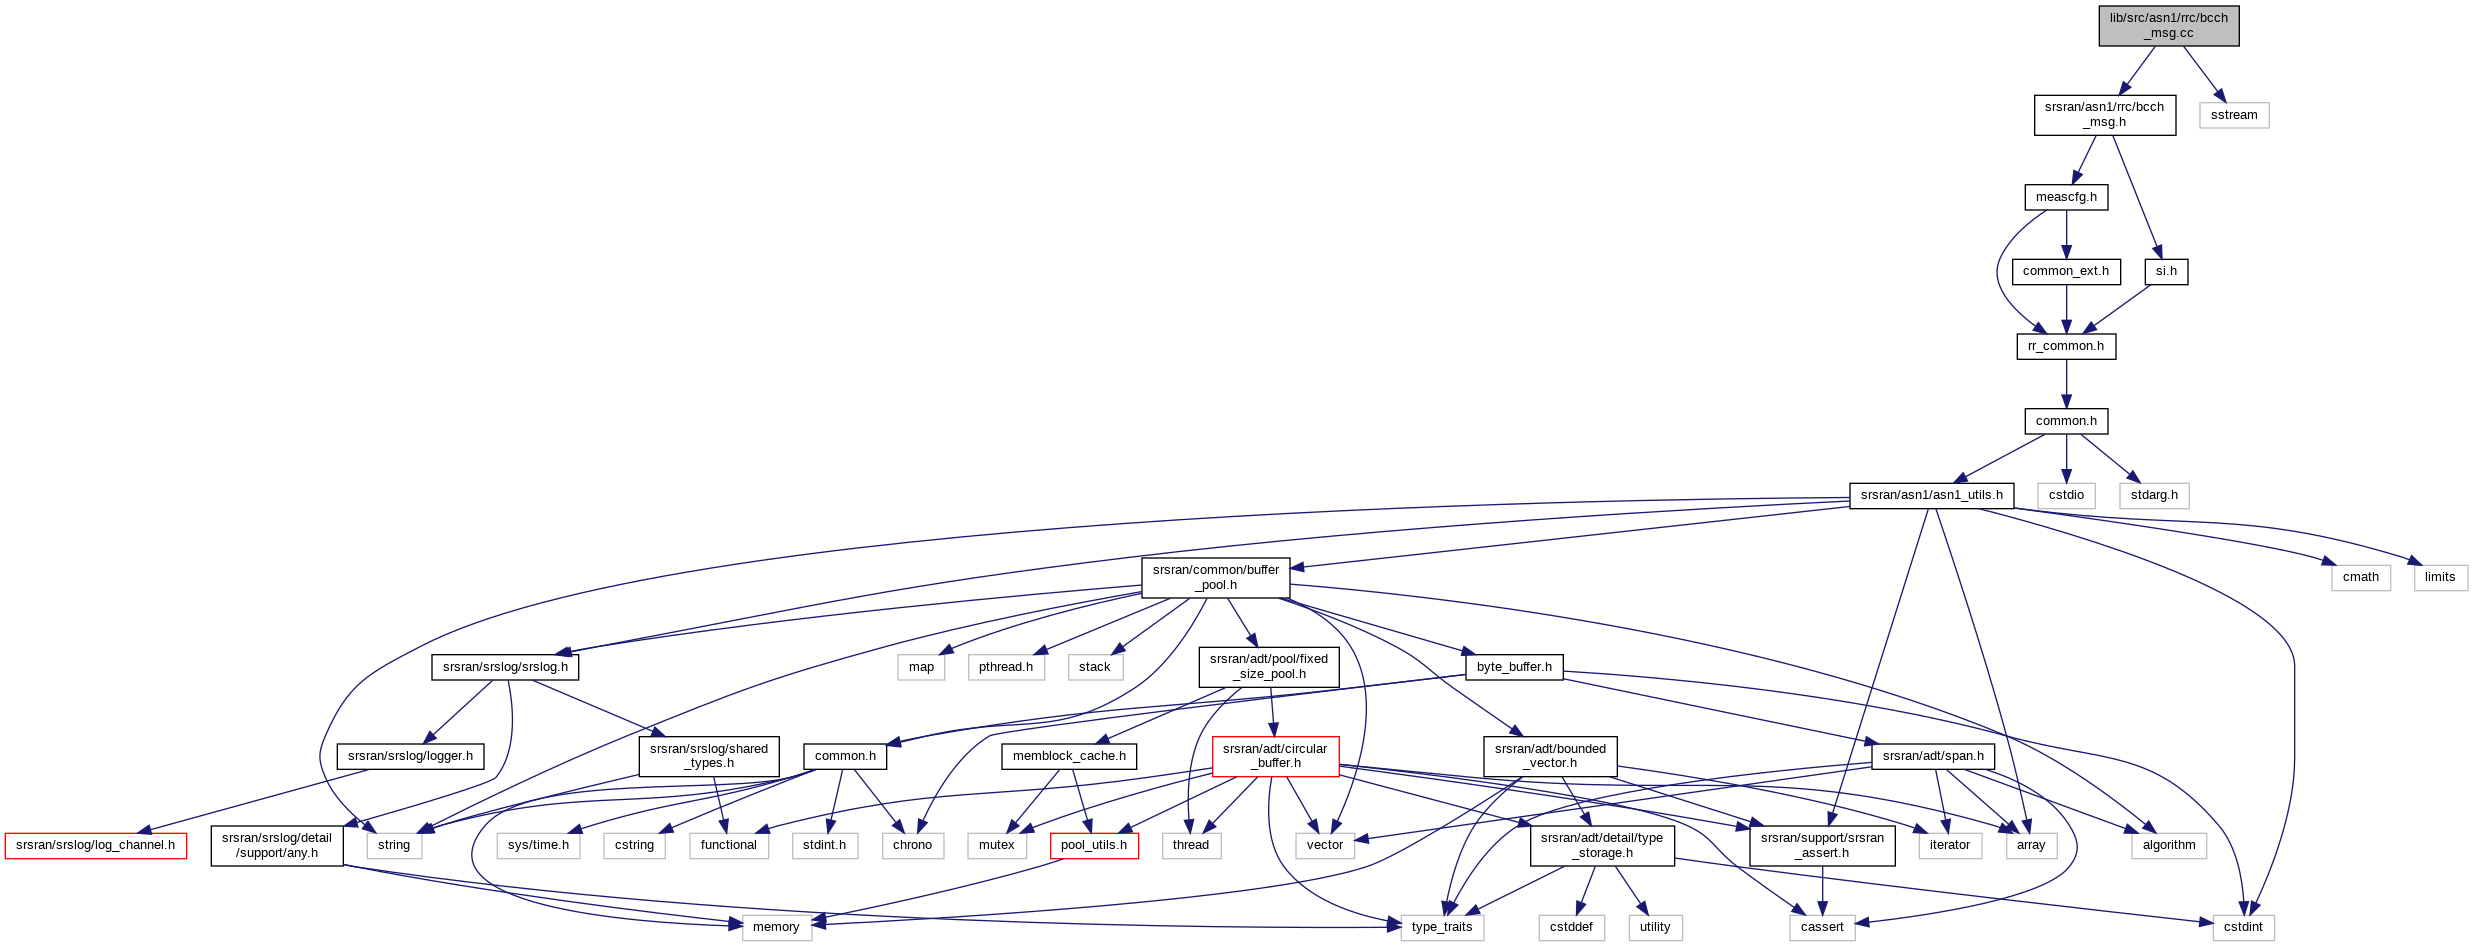 lib/src/asn1/rrc/bcch
_msg.cc
srsran/asn1/rrc/bcch
_msg.h
sstream
meascfg.h
common_ext.h
si.h
rr_common.h
common.h
srsran/asn1/asn1_utils.h
cstdio
stdarg.h
srsran/common/buffer
_pool.h
cmath
limits
srsran/srslog/srslog.h
map
pthread.h
stack
srsran/adt/pool/fixed
_size_pool.h
byte_buffer.h
srsran/srslog/logger.h
srsran/srslog/shared
_types.h
common.h
memblock_cache.h
srsran/adt/circular
_buffer.h
srsran/adt/bounded
_vector.h
srsran/adt/span.h
srsran/srslog/log_channel.h
srsran/srslog/detail
/support/any.h
string
sys/time.h
cstring
functional
stdint.h
chrono
mutex
pool_utils.h
thread
vector
srsran/adt/detail/type
_storage.h
srsran/support/srsran
_assert.h
iterator
array
algorithm
memory
type_traits
cstddef
utility
cassert
cstdint